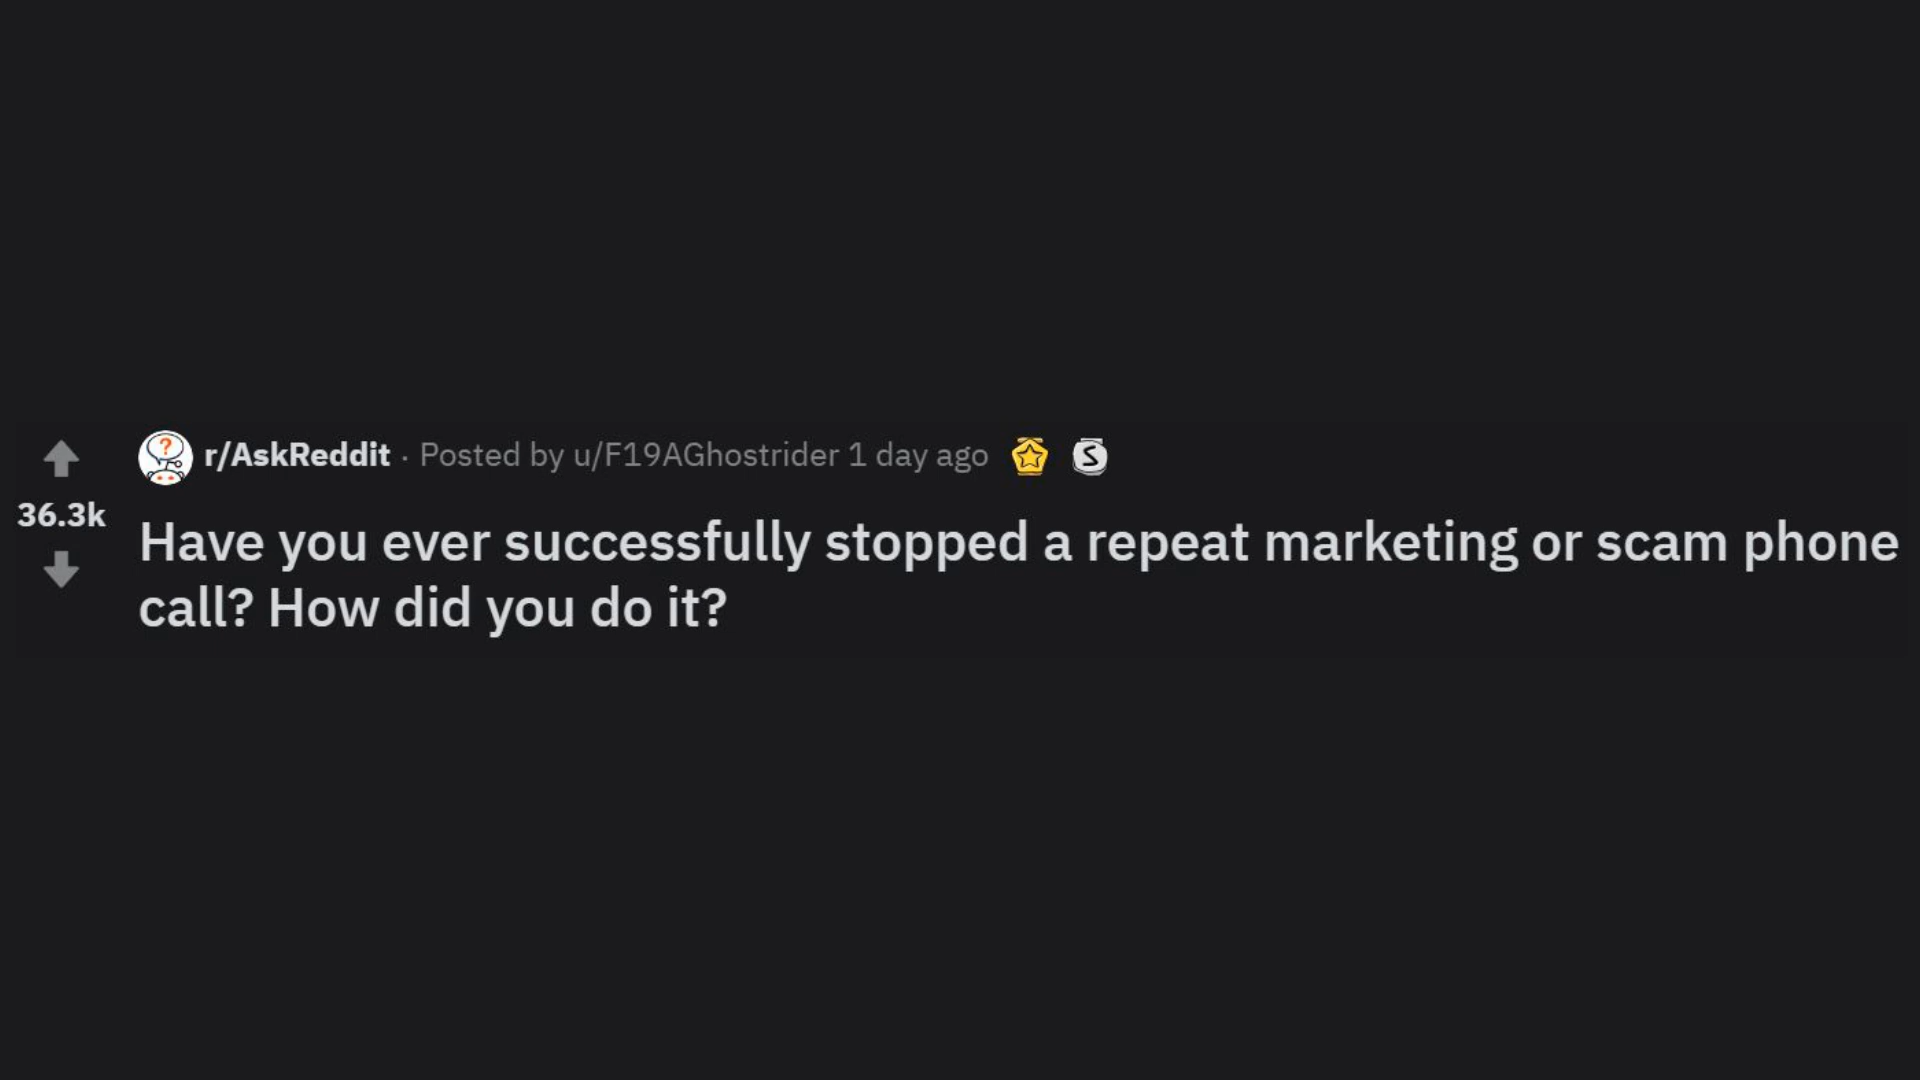 r/AskReddit · Posted by u/F19AGhostrider 1 day ago
36.3k
Have you ever successfully stopped a repeat marketing or scam phone
call? How did you do it?